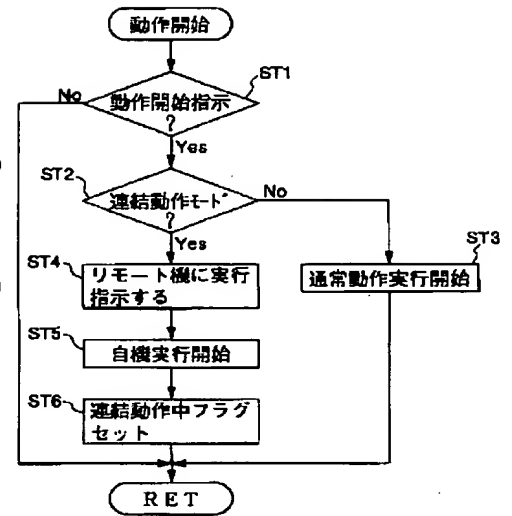 動作開始
ST1
動作開始指示
?
No
Yes
ST2
連結動作モード
?
No
Yes
ST3
通常動作実行開始
ST4
リモート機に実行
指示する
ST5
自機実行開始
ST6
連結動作中フラグ
セット
RET